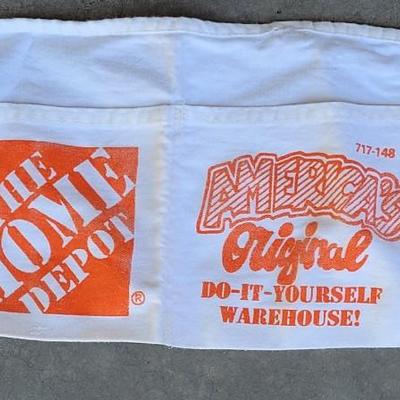 THE
HOME
DEPOT
®
717-148
AMERICA'S
Original
DO-IT-YOURSELF
WAREHOUSE!